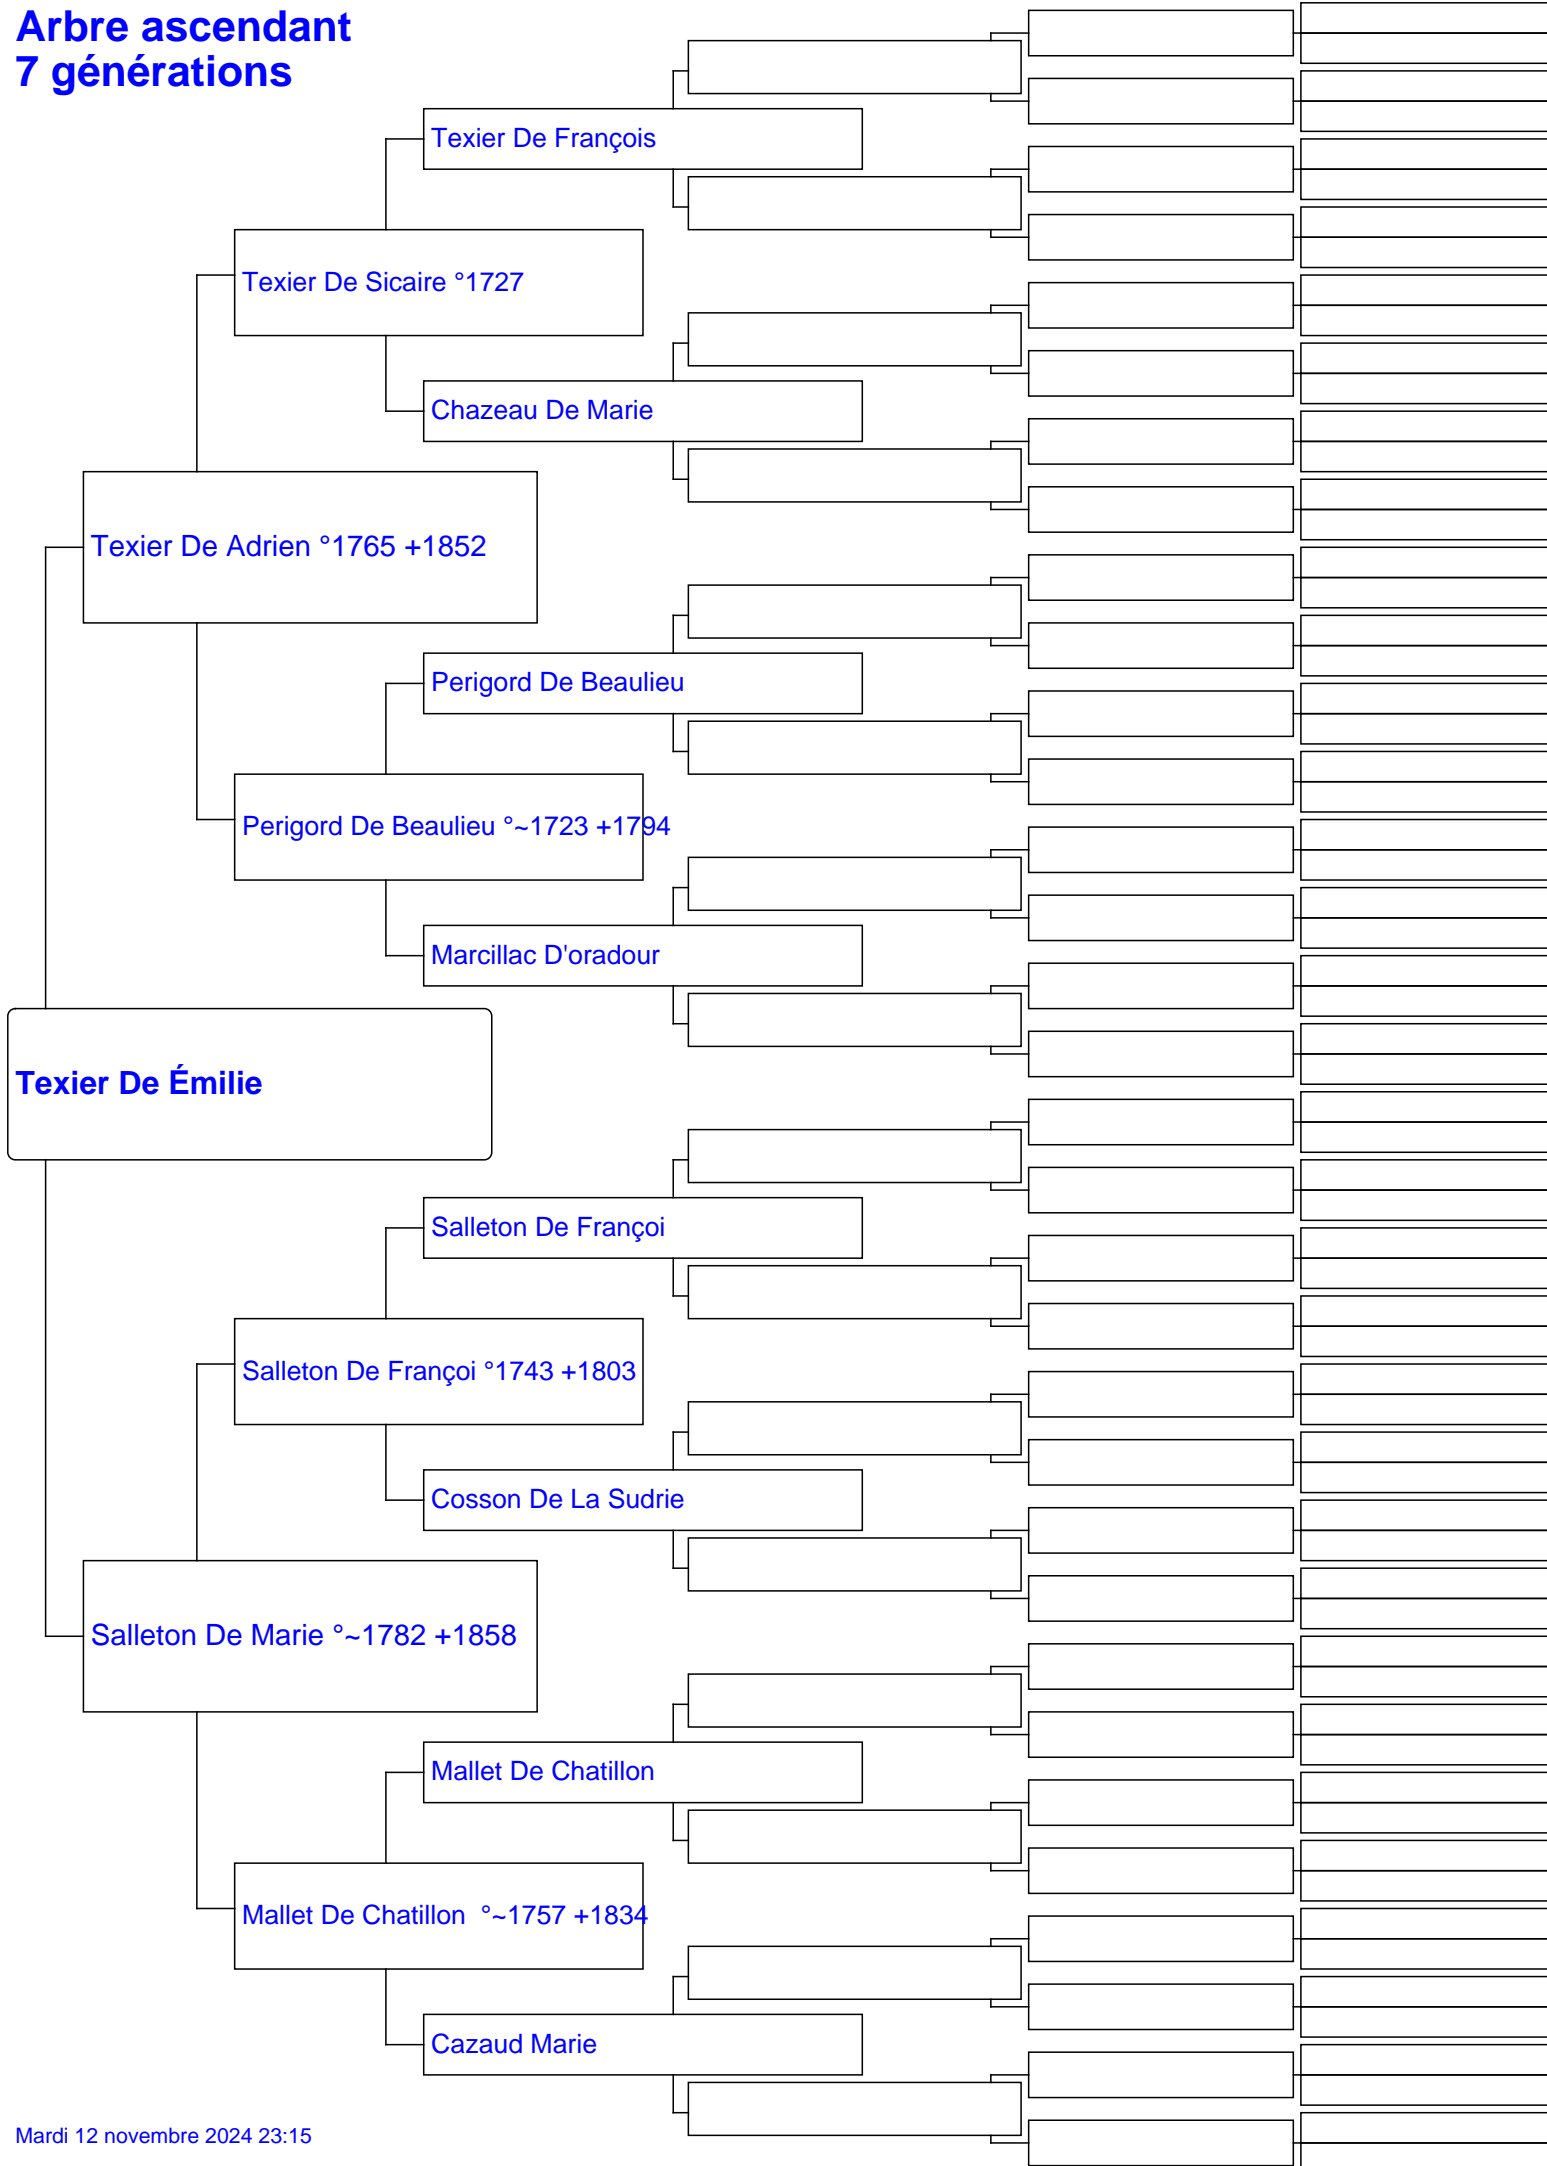 Arbre ascendant
7 générations
Texier De François
Texier De Sicaire °1727
Chazeau De Marie
Texier De Adrien °1765 +1852
Perigord De Beaulieu
Perigord De Beaulieu °~1723 +1794
Marcillac D'oradour
Texier De Émilie
Salleton De Françoi
Salleton De Françoi °1743 +1803
Cosson De La Sudrie
Salleton De Marie °~1782 +1858
Mallet De Chatillon
Mallet De Chatillon  °~1757 +1834
Cazaud Marie
Mardi 12 novembre 2024 23:15